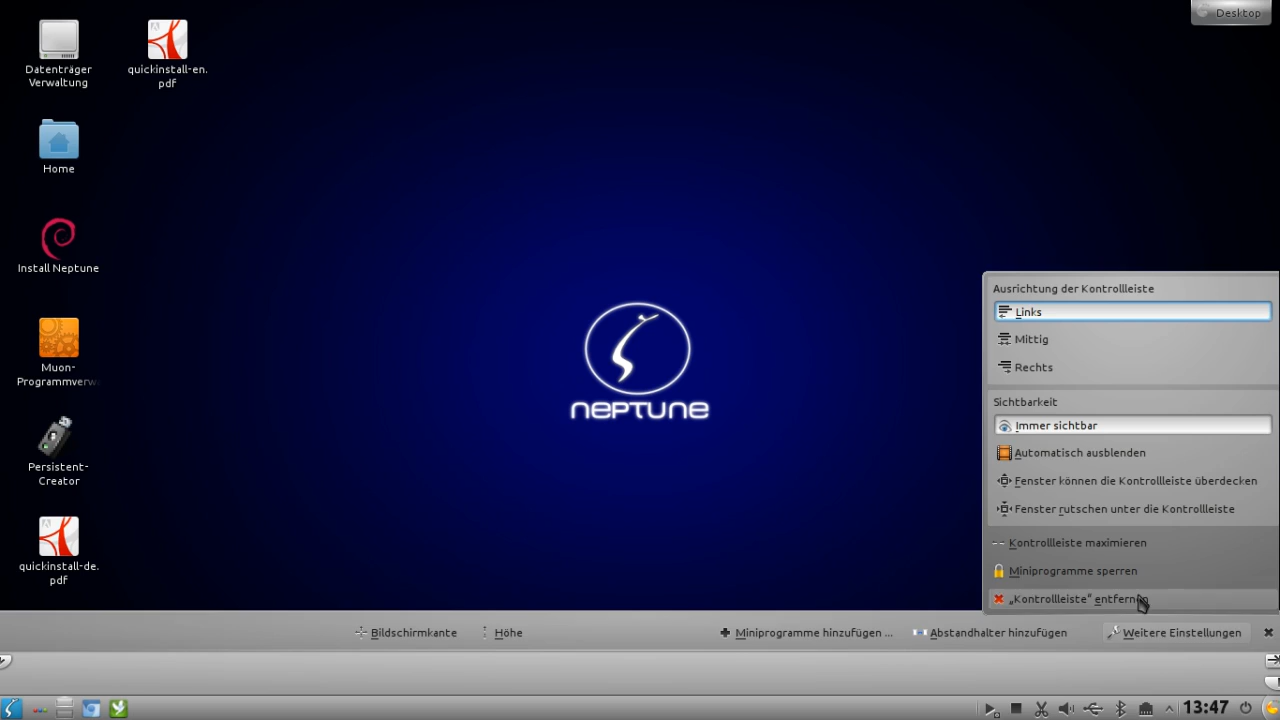 Desktop
Datenträger
Verwaltung
quickinstall-en.
pdf
Home
Install Neptune
Muon-
Programmverw
Persistent-
Creator
quickinstall-de.
pdf
NEPTUNE
Ausrichtung der Kontrollleiste
Links
Mittig
Rechts
Sichtbarkeit
Immer sichtbar
Automatisch ausblenden
Fenster können die Kontrollleiste überdecken
Fenster rutschen unter die Kontrollleiste
Kontrollleiste maximieren
Miniprogramme sperren
„Kontrollleiste“ entfernen
Bildschirmkante
Höhe
Miniprogramme hinzufügen ...
Abstandhalter hinzufügen
Weitere Einstellungen
13:47